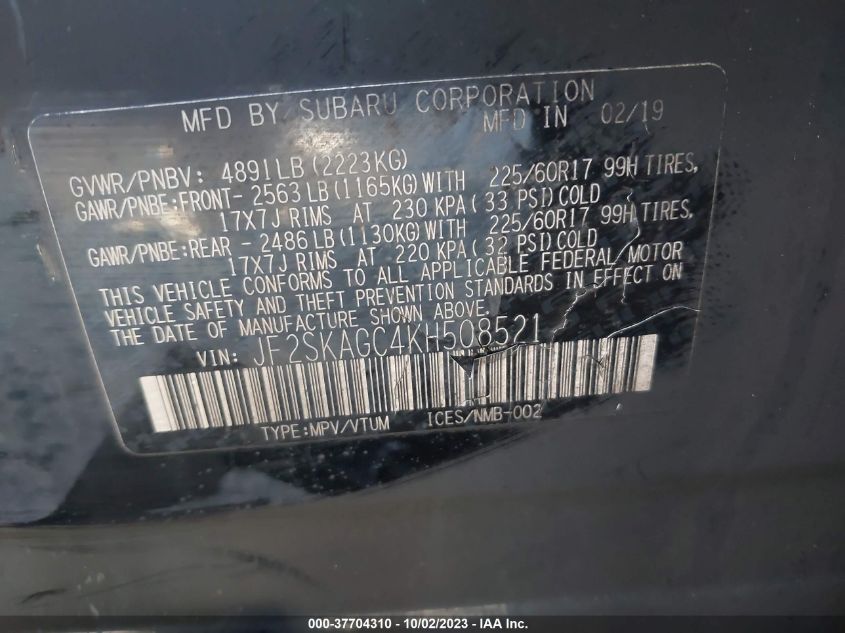 MFD BY SUBARU CORPORATION
MFD IN 02/19
GVWR/PNBV: 4891LB (2223KG)
GAWR/PNBE:FRONT- 2563LB(1165KG)WITH 225/60R17 99H TIRES,
17X7J RIMS AT 230 KPA(33 PSI)COLD
GAWR/PNBE:REAR - 2486LB(1130KG)WITH 225/60R17 99H TIRES,
17X7J RIMS AT 220 KPA(32 PSI)COLD
THIS VEHICLE CONFORMS TO ALL APPLICABLE FEDERAL MOTOR
VEHICLE SAFETY AND THEFT PREVENTION STANDARDS IN EFFECT ON
THE DATE OF MANUFACTURE SHOWN ABOVE.
VIN: JF2SKAGC4KH508521
TYPE:MPV/VTUM ICES/NMB-002
000-37704310 - 10/02/2023 - IAA Inc.